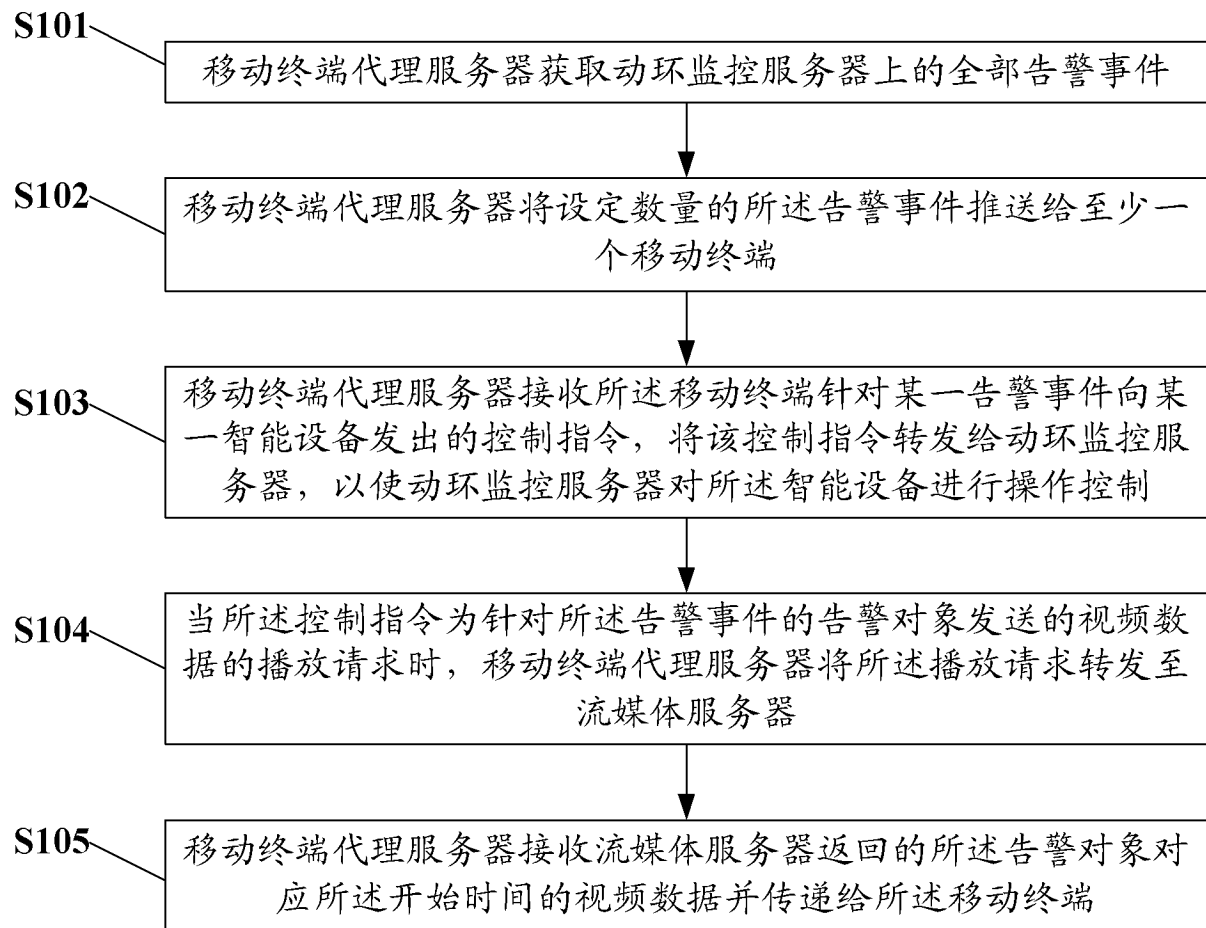 S101
移动终端代理服务器获取动环监控服务器上的全部告警事件
S102
移动终端代理服务器将设定数量的所述告警事件推送给至少一
个移动终端
S103
移动终端代理服务器接收所述移动终端针对某一告警事件向某
一智能设备发出的控制指令，将该控制指令转发给动环监控服
务器，以使动环监控服务器对所述智能设备进行操作控制
S104
当所述控制指令为针对所述告警事件的告警对象发送的视频数
据的播放请求时，移动终端代理服务器将所述播放请求转发至
流媒体服务器
S105
移动终端代理服务器接收流媒体服务器返回的所述告警对象对
应所述开始时间的视频数据并传递给所述移动终端